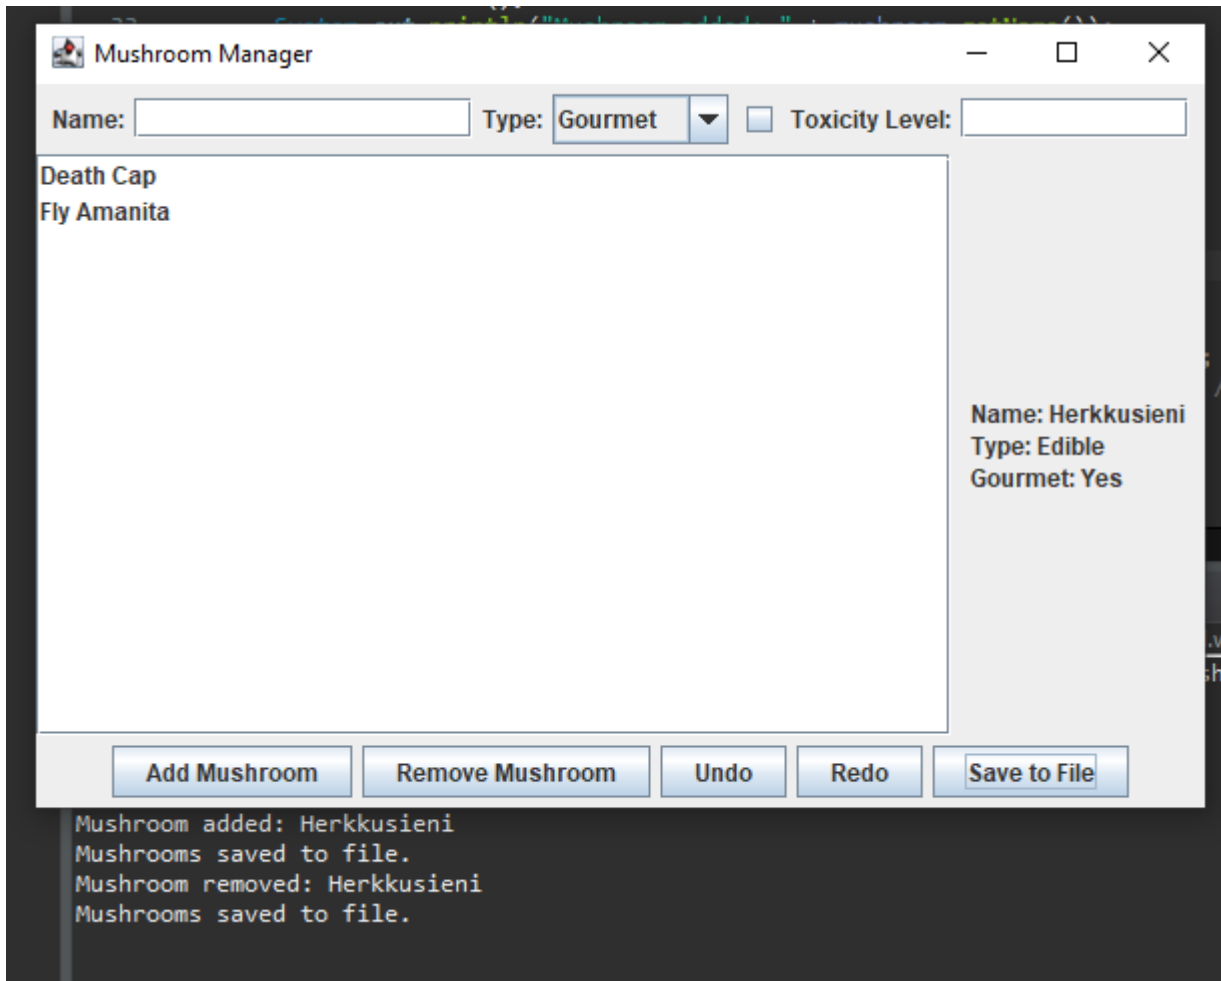 Mushroom Manager
Name: Type: Gourmet Toxicity Level:
Death Cap
Fly Amanita
Name: Herkkusieni
Type: Edible
Gourmet: Yes
Add Mushroom Remove Mushroom Undo Redo Save to File
Mushroom added: Herkkusieni
Mushrooms saved to file.
Mushroom removed: Herkkusieni
Mushrooms saved to file.